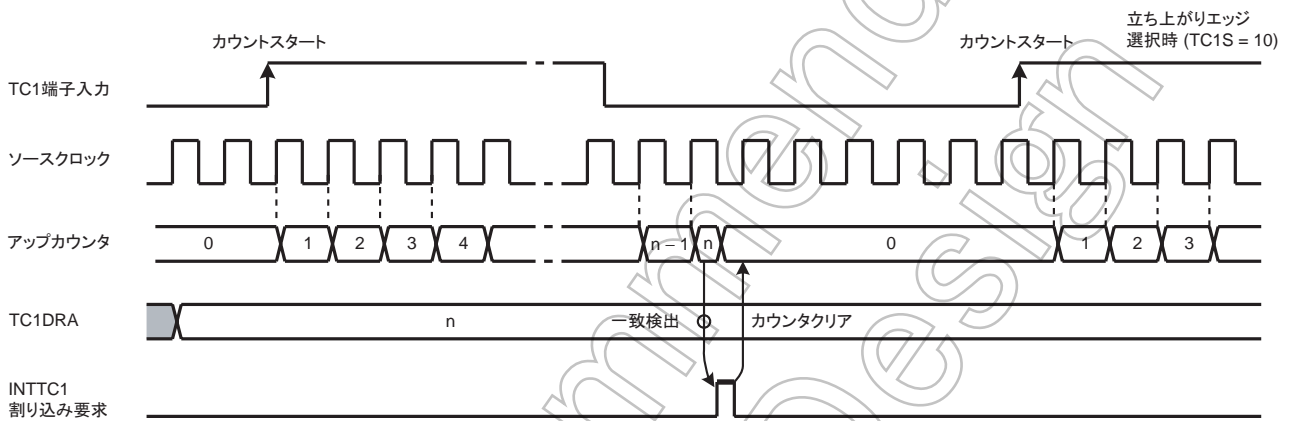 立ち上がりエッジ
選択時 (TC1S = 10)
カウントスタート
カウントスタート
TC1端子入力
ソースクロック
アップカウンタ
0
1
2
3
4
n – 1
n
0
1
2
3
TC1DRA
n
一致検出
カウンタクリア
INTTC1
割り込み要求